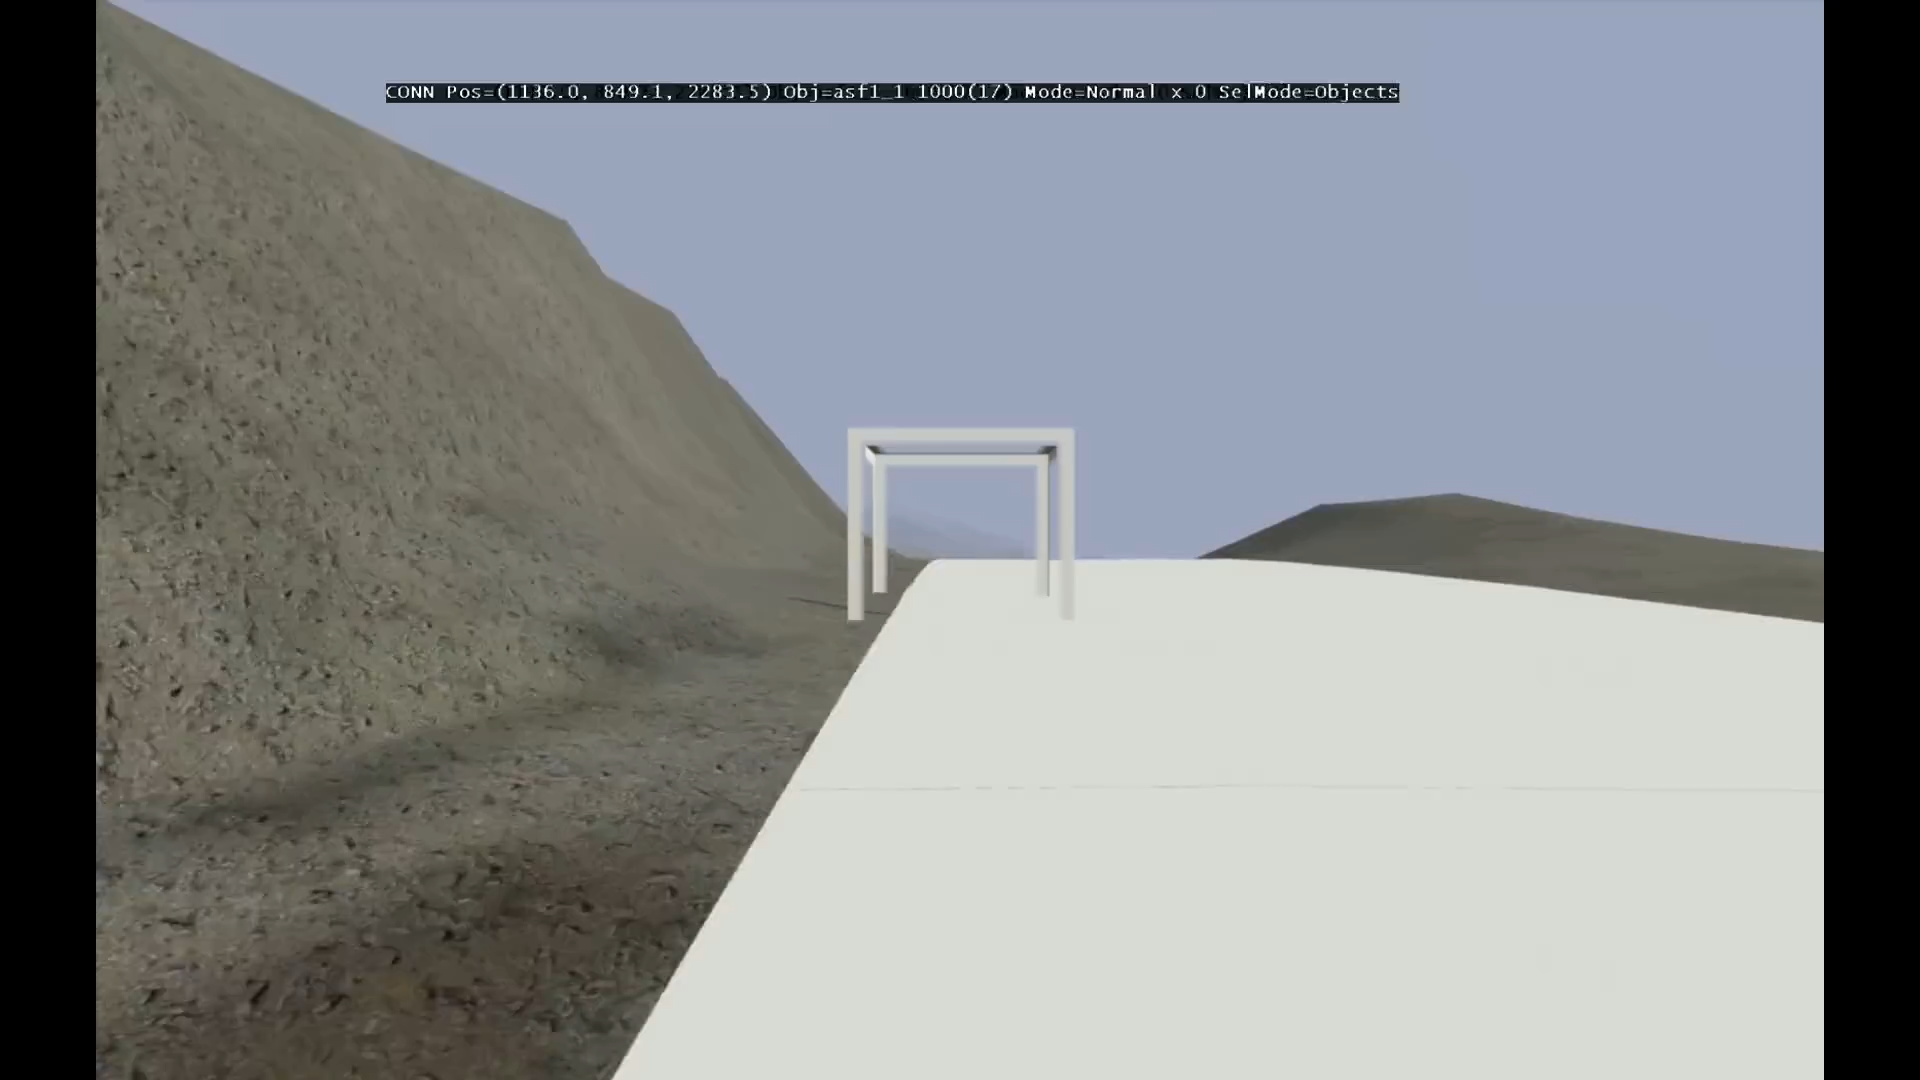 CONN Pos=(1136.0, 849.1, 2283.5) Obj=asf1_1 1000(17) Mode=Normal x 0 SelMode=Objects